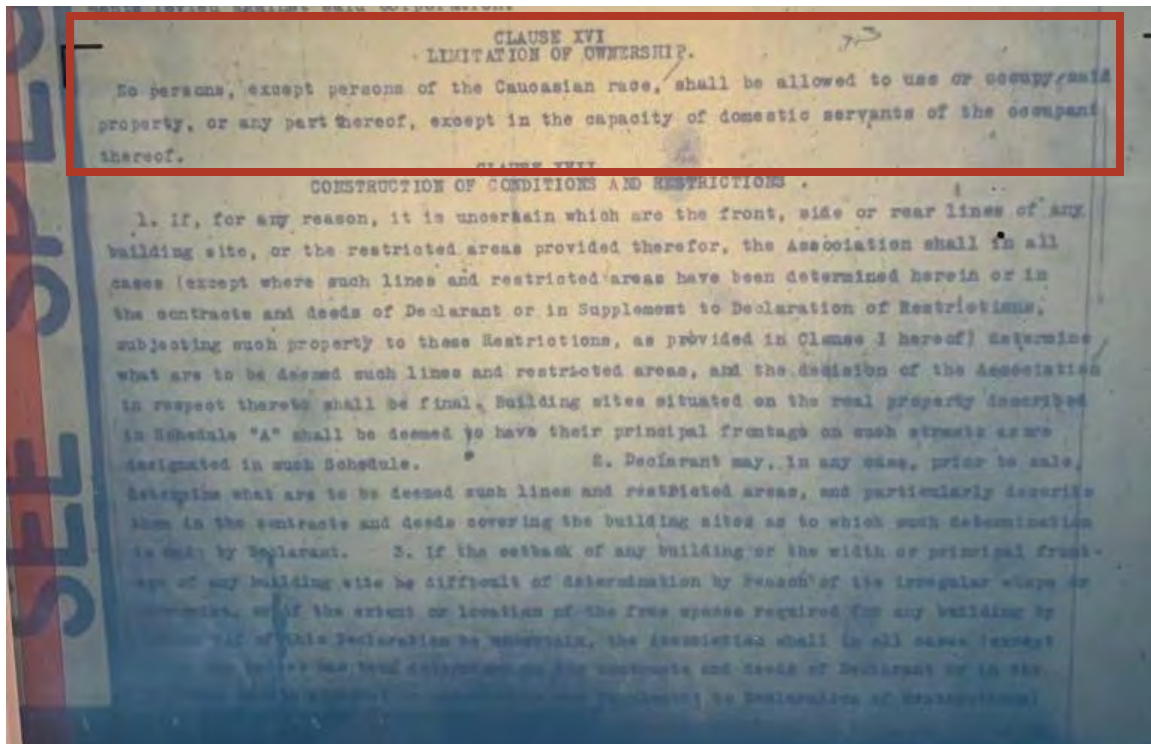 ments levied against said corporation.
CLAUSE XVI
LIMITATION OF OWNERSHIP.
No persons, except persons of the Caucasian race, shall be allowed to use or occupy said
property, or any part thereof, except in the capacity of domestic servants of the occupant
thereof.
CLAUSE XVII
CONSTRUCTION OF CONDITIONS AND RESTRICTIONS .
1. If, for any reason, it is uncertain which are the front, side or rear lines of any
building site, or the restricted areas provided therefor, the Association shall in all
cases (except where such lines and restricted areas have been determined herein or in
the contracts and deeds of Declarant or in Supplement to Declaration of Restrictions,
subjecting such property to these Restrictions, as provided in Clause I hereof) determine
what are to be deemed such lines and restricted areas, and the decision of the Association
in respect thereto shall be final. Building sites situated on the real property described
in Schedule "A" shall be deemed to have their principal frontage on such streets as are
designated in such Schedule. 2. Declarant may, in any case, prior to sale,
determine what are to be deemed such lines and restricted areas, and particularly describe
them in the contracts and deeds covering the building sites as to which such determination
is made by Declarant. 3. If the setback of any building or the width or principal front-
age of any building site be difficult of determination by reason of the irregular shape or
if the extent or location of the free spaces required for any building by
of this Declaration be uncertain, the Association shall in all cases (except
determined in the contracts and deeds of Declarant or in the
Supplement to Declaration of Restrictions)
SEE SPEC